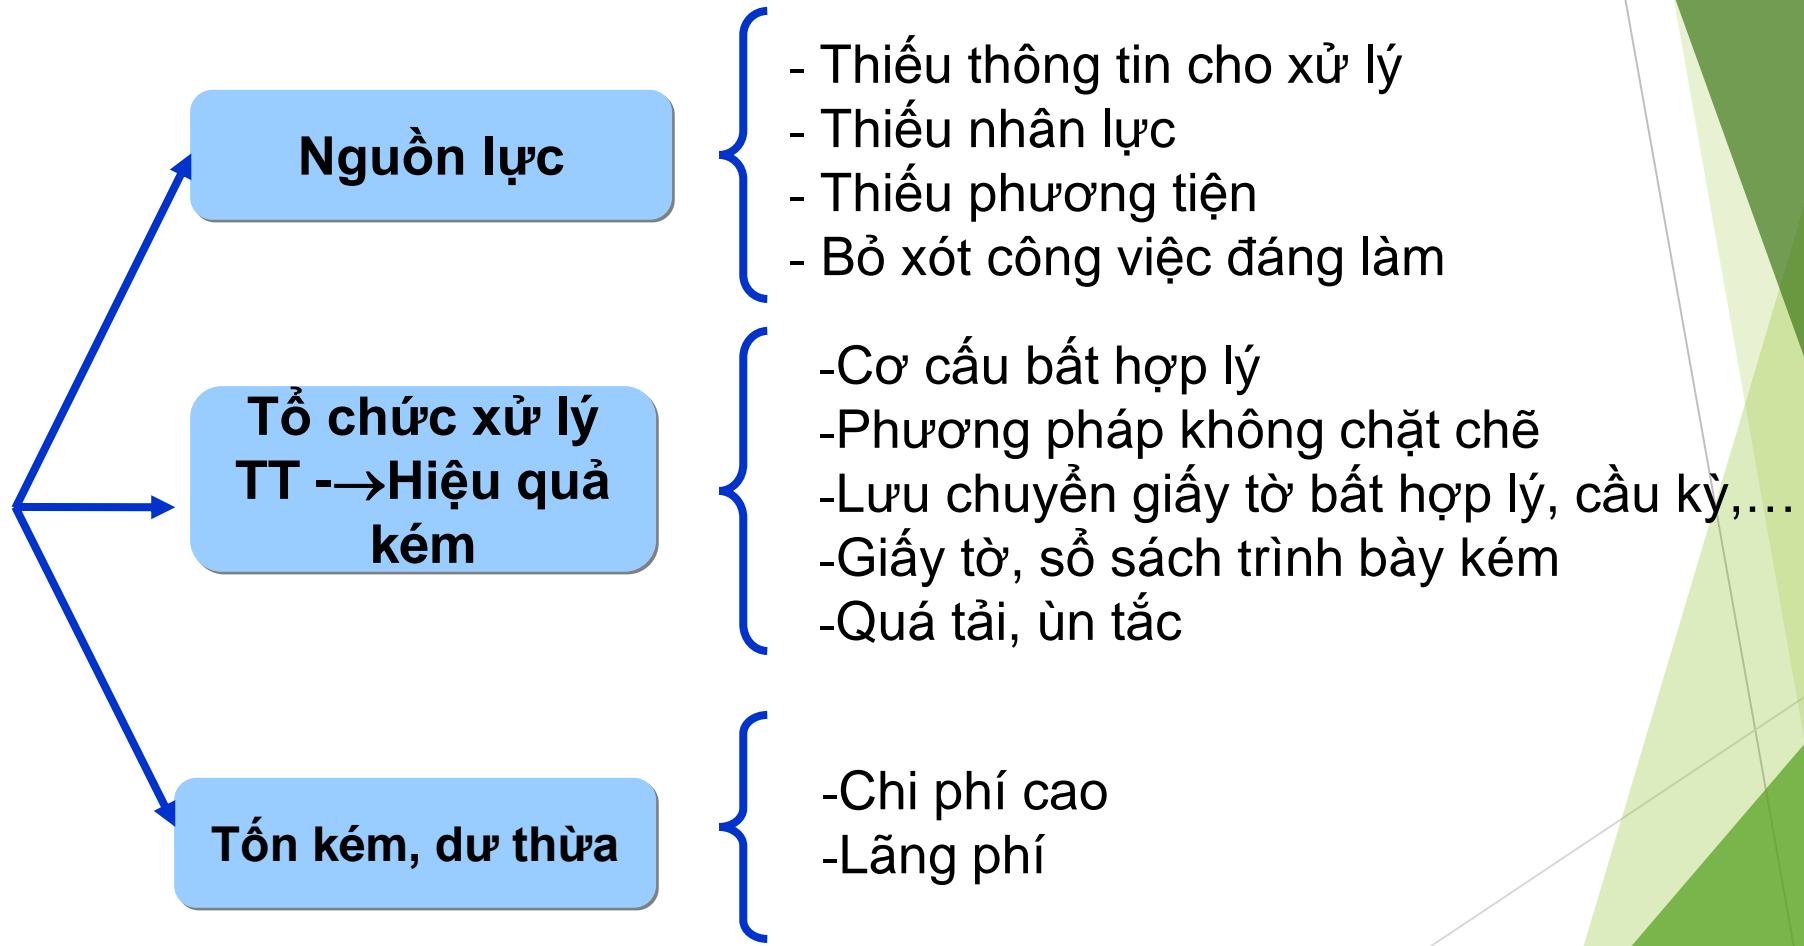 Nguồn lực
- Thiếu thông tin cho xử lý
- Thiếu nhân lực
- Thiếu phương tiện
- Bỏ xót công việc đáng làm
Tổ chức xử lý
TT -→Hiệu quả
kém
-Cơ cấu bất hợp lý
-Phương pháp không chặt chẽ
-Lưu chuyển giấy tờ bất hợp lý, cầu kỳ,…
-Giấy tờ, sổ sách trình bày kém
-Quá tải, ùn tắc
Tốn kém, dư thừa
-Chi phí cao
-Lãng phí